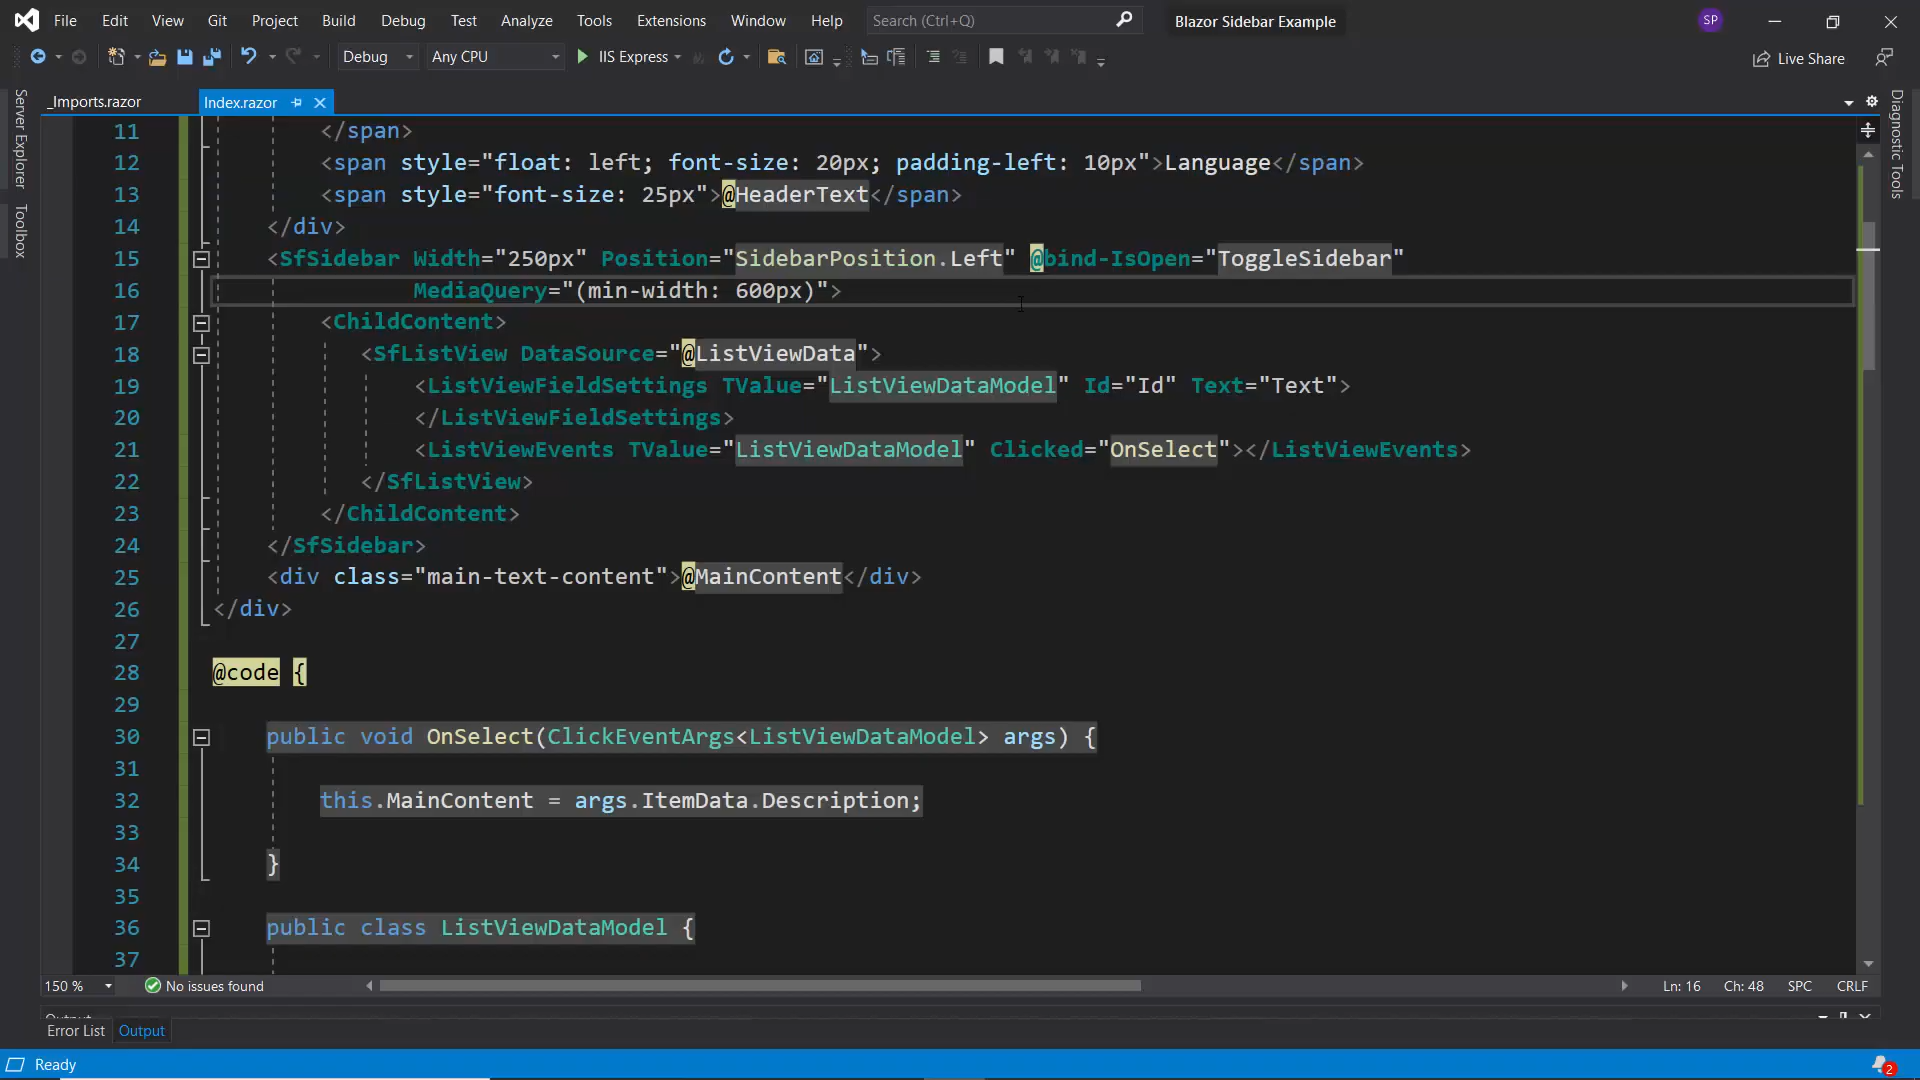 File Edit View Git Project Build Debug Test Analyze Tools Extensions Window Help Search (Ctrl+Q) Blazor Sidebar Example SP
Debug Any CPU IIS Express Live Share
Server Explorer
Toolbox
_Imports.razor Index.razor
11 </span>
12 <span style="float: left; font-size: 20px; padding-left: 10px">Language</span>
13 <span style="font-size: 25px">@HeaderText</span>
14 </div>
15 <SfSidebar Width="250px" Position="SidebarPosition.Left" @bind-IsOpen="ToggleSidebar"
16 MediaQuery="(min-width: 600px)">
17 <ChildContent>
18 <SfListView DataSource="@ListViewData">
19 <ListViewFieldSettings TValue="ListViewDataModel" Id="Id" Text="Text">
20 </ListViewFieldSettings>
21 <ListViewEvents TValue="ListViewDataModel" Clicked="OnSelect"></ListViewEvents>
22 </SfListView>
23 </ChildContent>
24 </SfSidebar>
25 <div class="main-text-content">@MainContent</div>
26 </div>
27
28 @code {
29
30 public void OnSelect(ClickEventArgs<ListViewDataModel> args) {
31
32 this.MainContent = args.ItemData.Description;
33
34 }
35
36 public class ListViewDataModel {
37
Diagnostic Tools
150 % No issues found Ln: 16 Ch: 48 SPC CRLF
Output
Error List Output
Ready 2